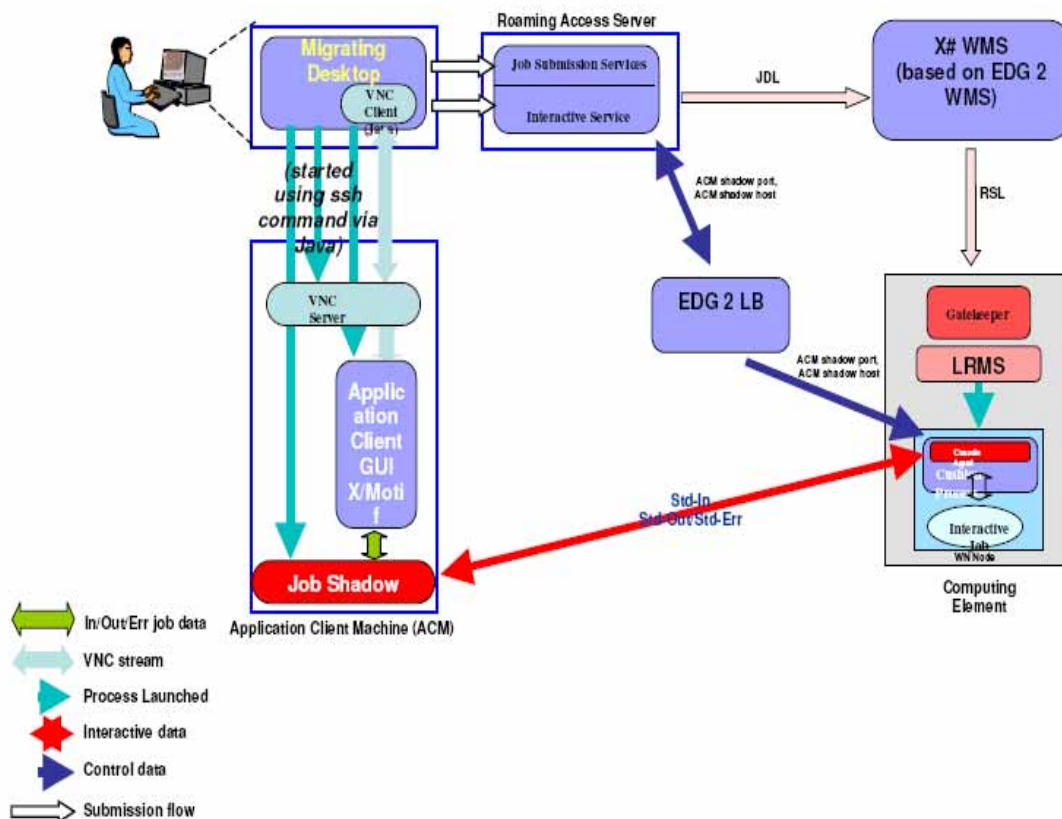 Roaming Access Server
Migrating
Desktop
VNC
Client
(Java)
Job Submission Services
Interactive Service
JDL
X# WMS
(based on EDG 2
WMS)
(started
using ssh
command via
Java)
ACM shadow port,
ACM shadow host
RSL
VNC
Server
EDG 2 LB
Gatekeeper
LRMS
ACM shadow port,
ACM shadow host
Applic
ation
Client
GUI
X/Moti
f
Std-In
Std-Out/Std-Err
Interactive
Job
WN Node
Job Shadow
Computing
Element
Application Client Machine (ACM)
In/Out/Err job data
VNC stream
Process Launched
Interactive data
Control data
Submission flow